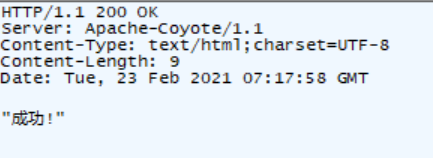 HTTP/1.1 200 OK
Server: Apache-Coyote/1.1
Content-Type: text/html;charset=UTF-8
Content-Length: 9
Date: Tue, 23 Feb 2021 07:17:58 GMT
"成功!"